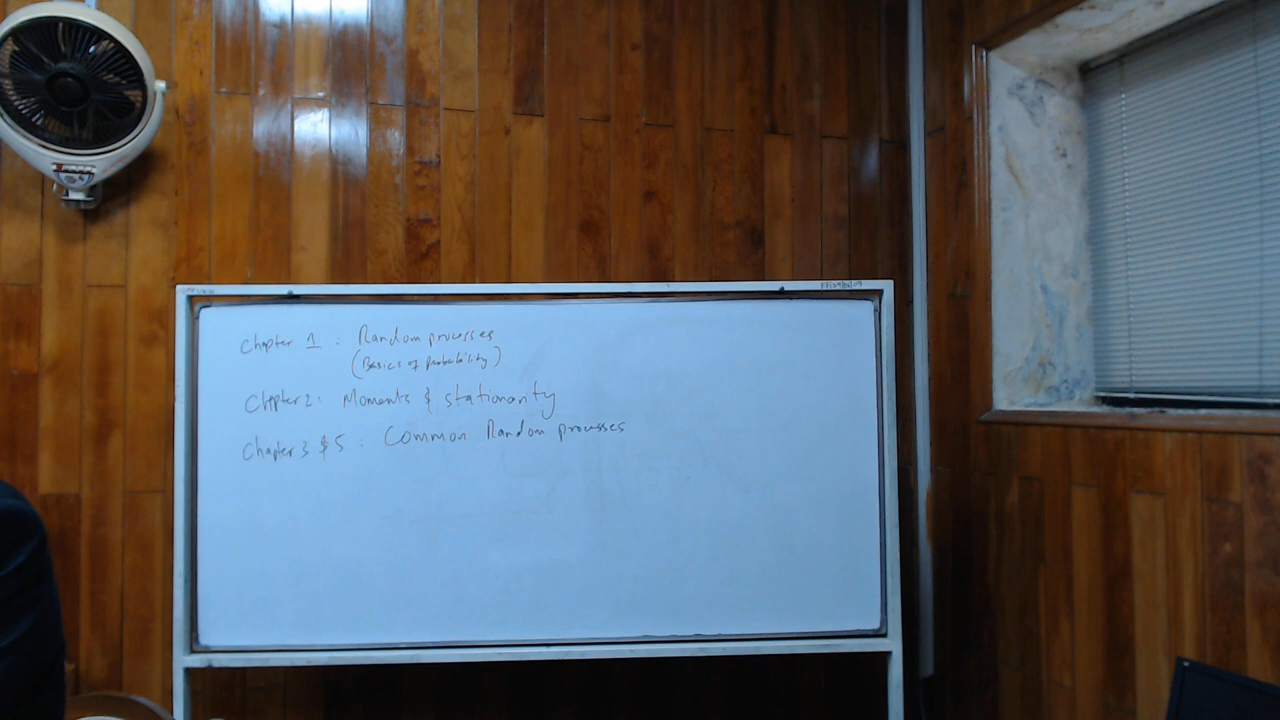 Chapter 1 : Random processes
(Basics of probability)
Chapter 2: Moments & stationarity
Chapter 3 & 5 : Common Random processes